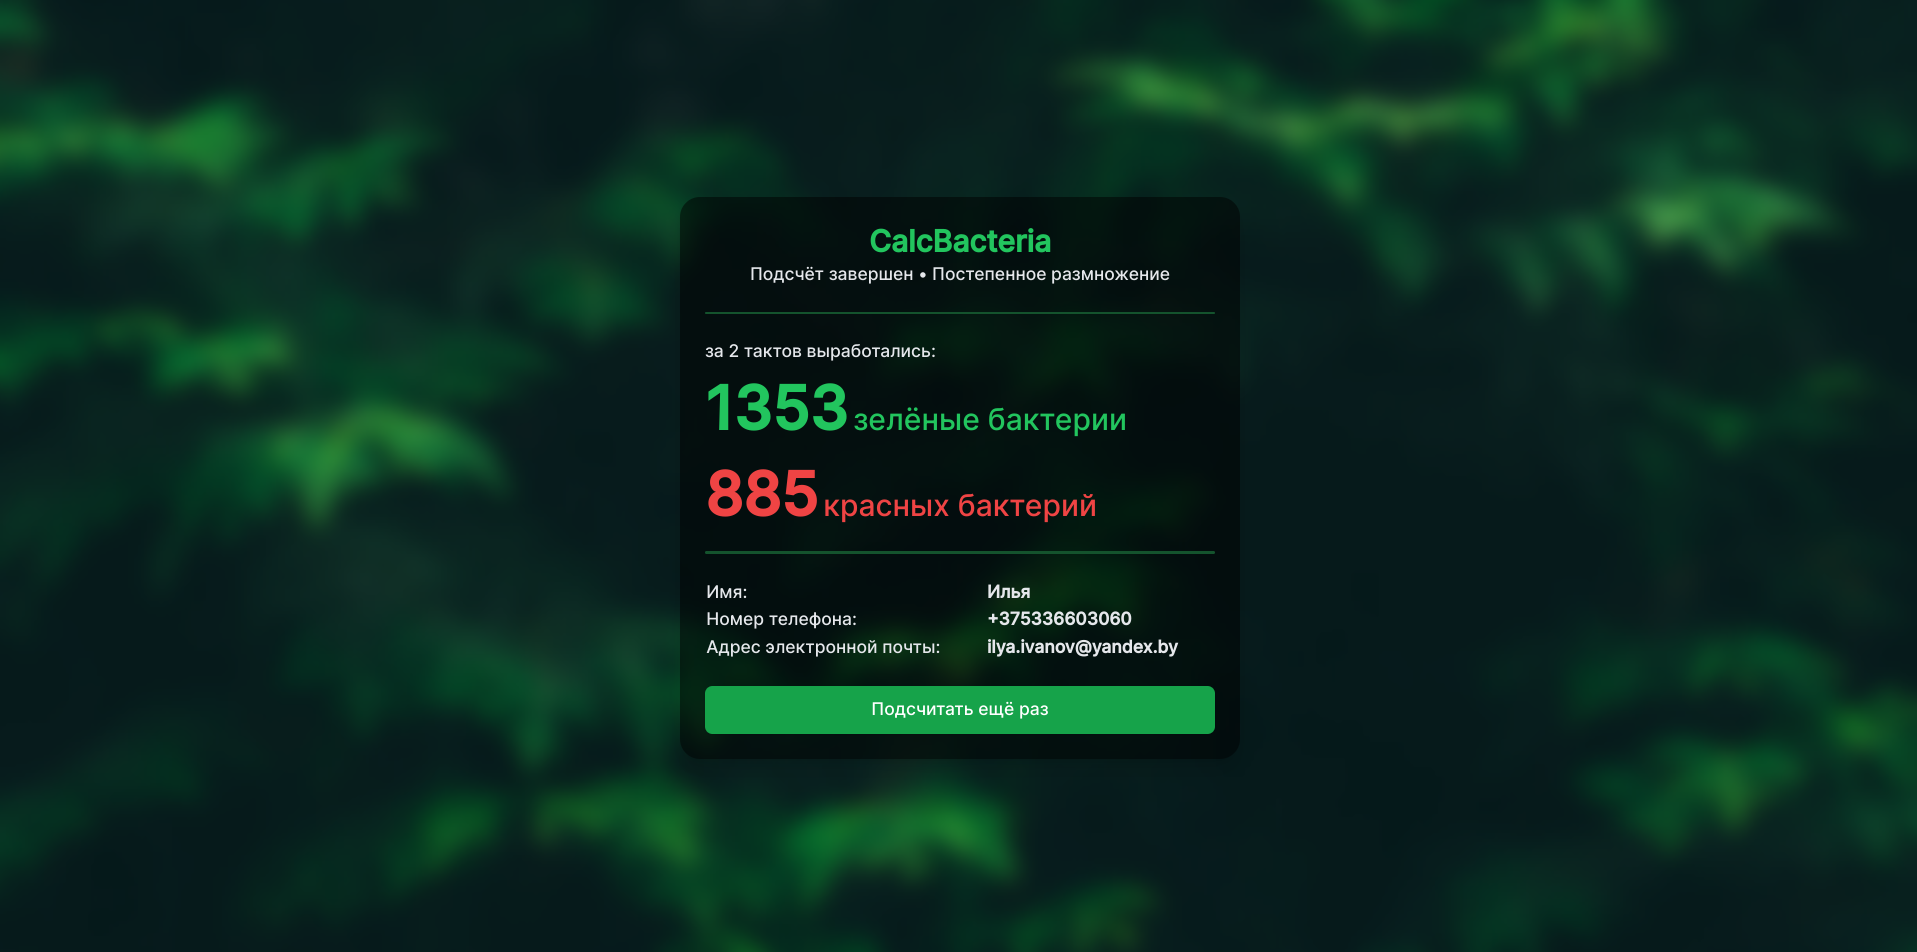 CalcBacteria
Подсчёт завершен • Постепенное размножение
за 2 тактов выработались:
1353 зелёные бактерии
885 красных бактерий
Имя: Илья
Номер телефона: +375336603060
Адрес электронной почты: ilya.ivanov@yandex.by
Подсчитать ещё раз